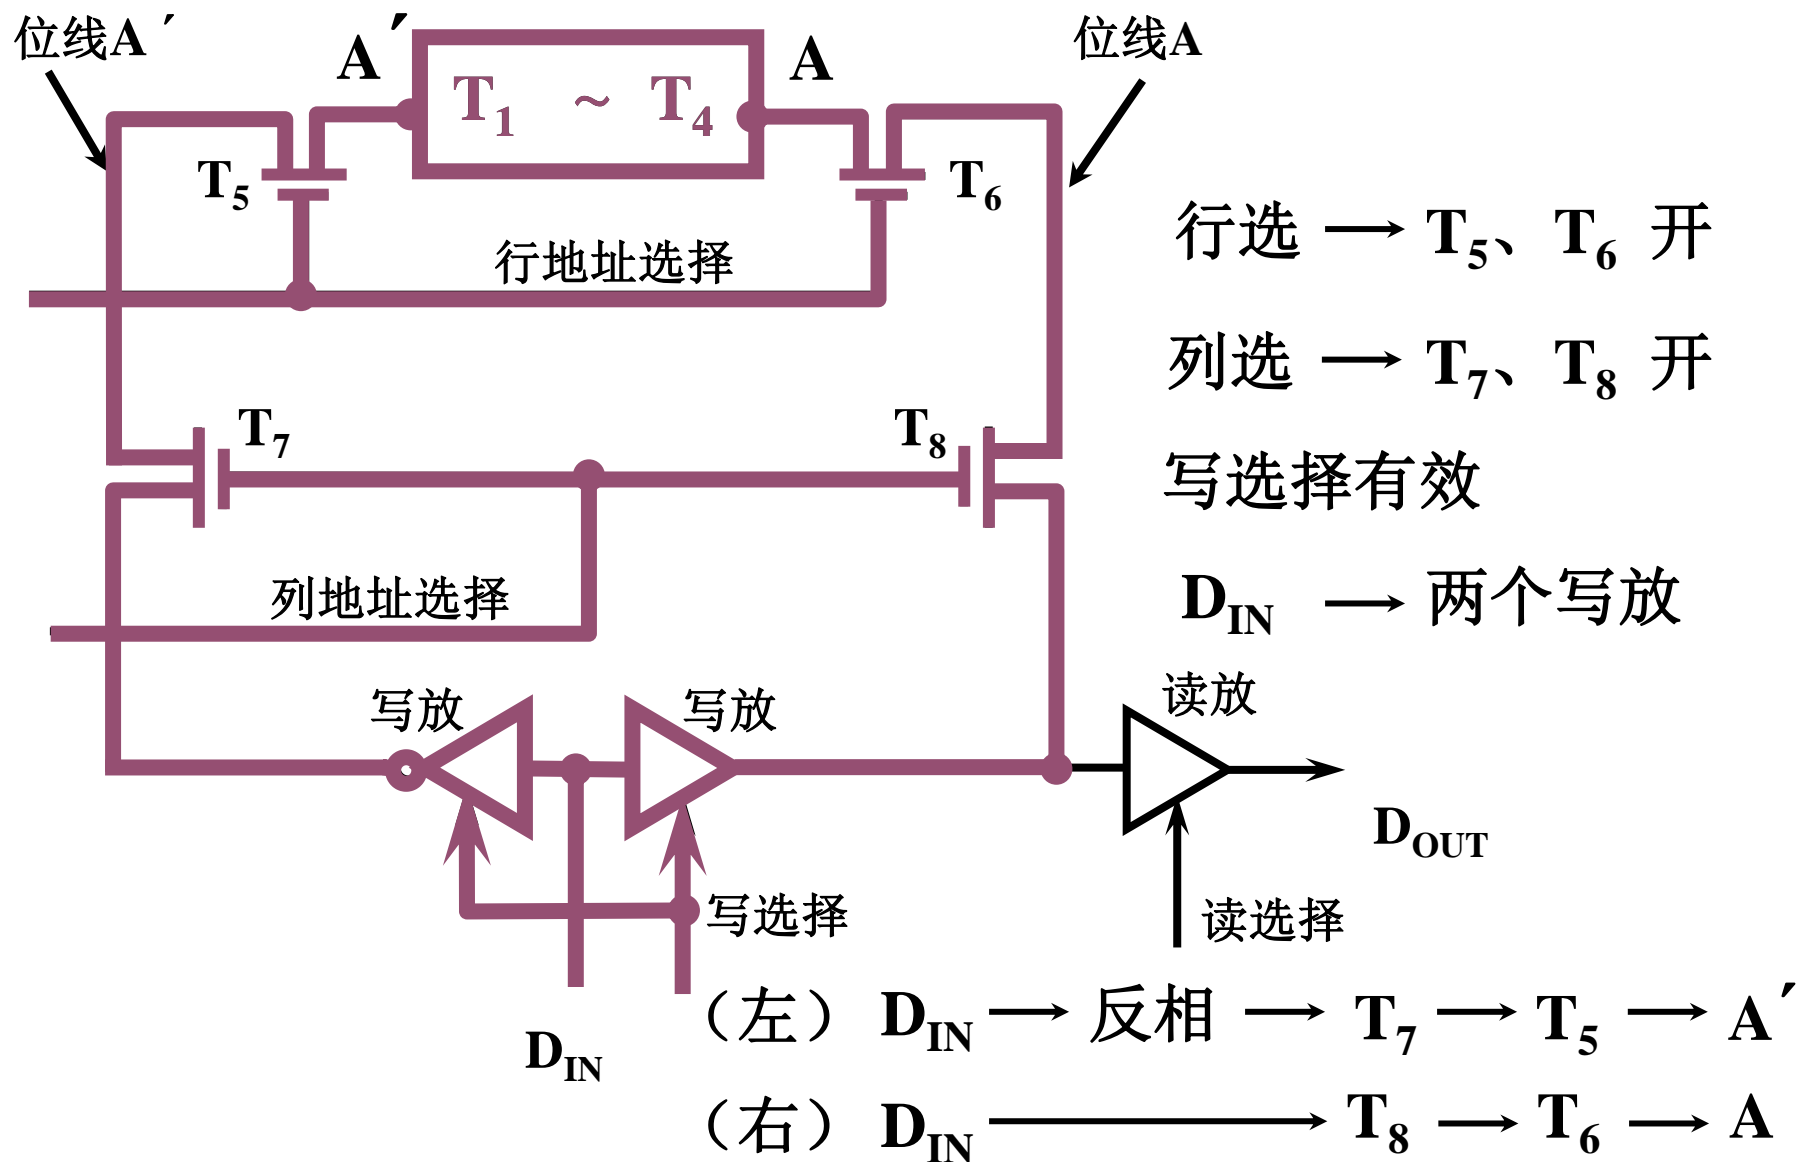 位线A′
A′
A
位线A
T1 ~ T4
T5
T6
行选 → T5、T6 开
行地址选择
列选 → T7、T8 开
T7
T8
写选择有效
列地址选择
DIN → 两个写放
写放
写放
读放
DOUT
写选择
读选择
DIN
（左） DIN → 反相 → T7 → T5 → A′
（右） DIN → T8 → T6 → A